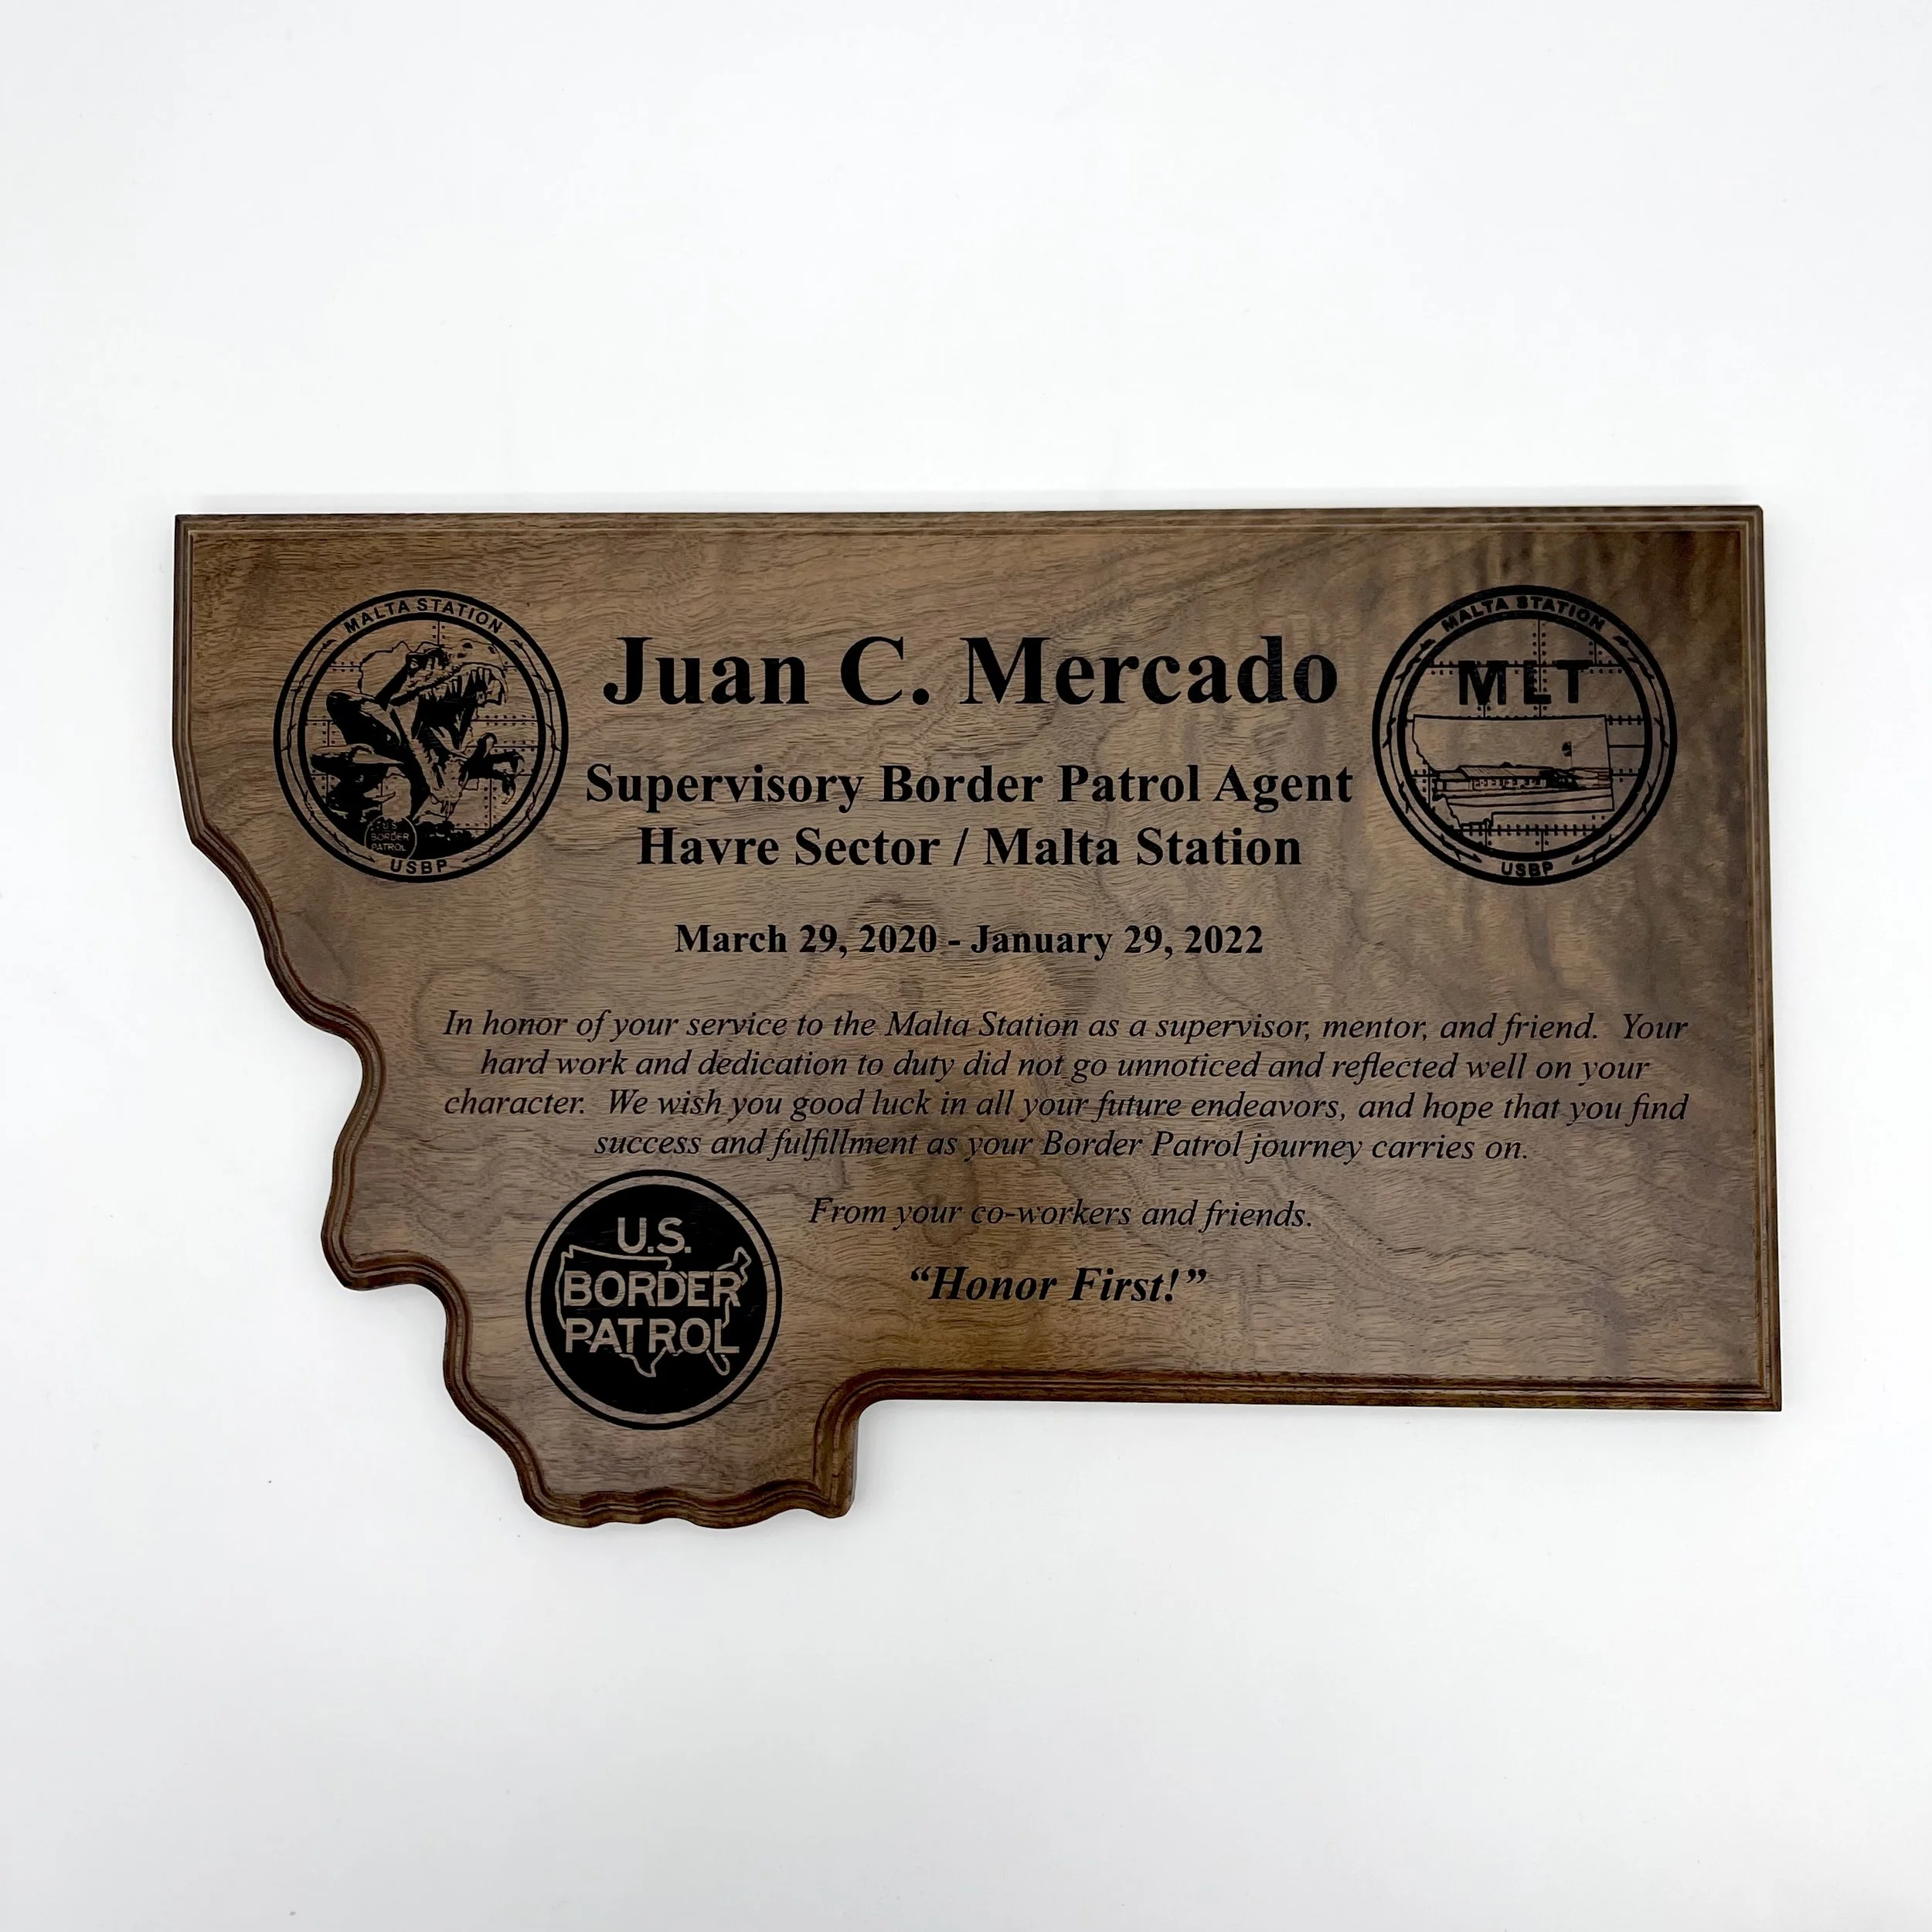 MALTA STATION
U.S.
BORDER
PATROL
USBP
Juan C. Mercado
Supervisory Border Patrol Agent
Havre Sector / Malta Station
March 29, 2020 - January 29, 2022
MALTA STATION
MLT
USBP
In honor of your service to the Malta Station as a supervisor, mentor, and friend.  Your
hard work and dedication to duty did not go unnoticed and reflected well on your
character.  We wish you good luck in all your future endeavors, and hope that you find
success and fulfillment as your Border Patrol journey carries on.
From your co-workers and friends.
“Honor First!”
U.S.
BORDER
PATROL